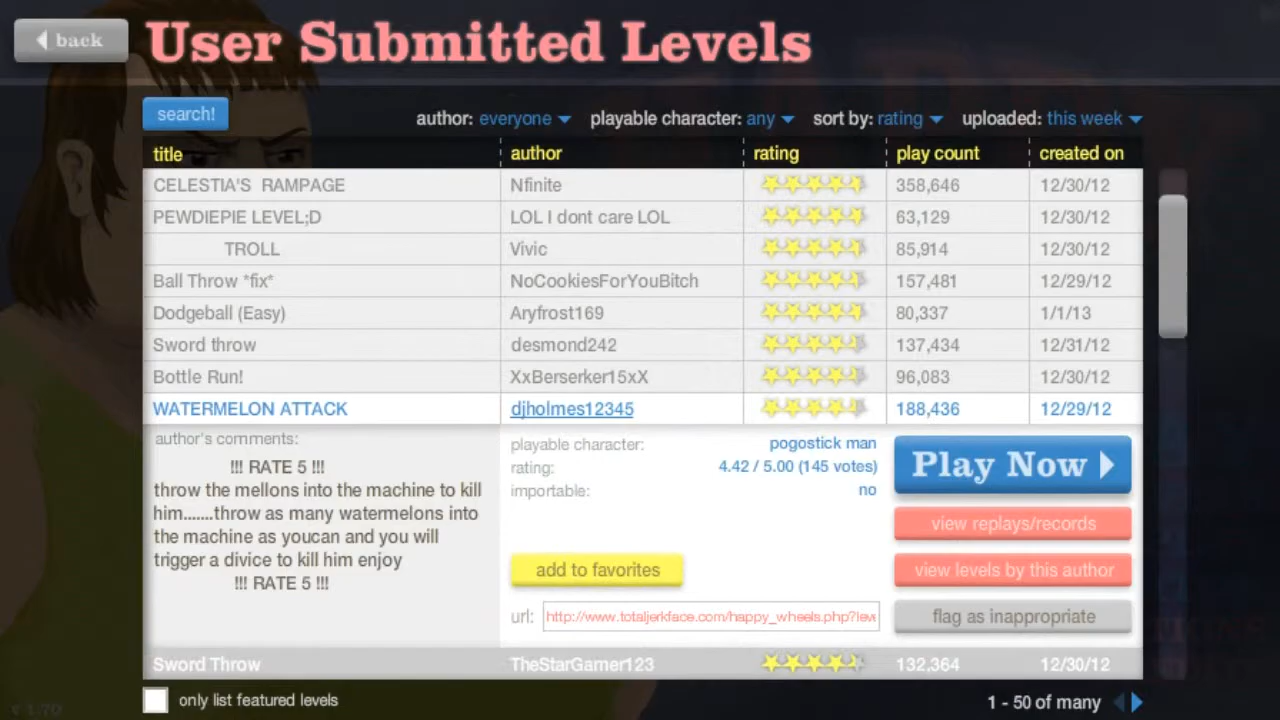 back
User Submitted Levels
search!
author: everyone playable character: any sort by: rating uploaded: this week
title author rating play count created on
CELESTIA'S RAMPAGE Nfinite 358,646 12/30/12
PEWDIEPIE LEVEL;D LOL I dont care LOL 63,129 12/30/12
TROLL Vivic 85,914 12/30/12
Ball Throw *fix* NoCookiesForYouBitch 157,481 12/29/12
Dodgeball (Easy) Aryfrost169 80,337 1/1/13
Sword throw desmond242 137,434 12/31/12
Bottle Run! XxBerserker15xX 96,083 12/30/12
WATERMELON ATTACK djholmes12345 188,436 12/29/12
author's comments:
!!! RATE 5 !!!
throw the mellons into the machine to kill
him.......throw as many watermelons into
the machine as youcan and you will
trigger a divice to kill him enjoy
!!! RATE 5 !!!
playable character: pogostick man
rating: 4.42 / 5.00 (145 votes)
importable: no
add to favorites
url: http://www.totaljerkface.com/happy_wheels.php?leve
Play Now
view replays/records
view levels by this author
flag as inappropriate
Sword Throw TheStarGamer123 132,364 12/30/12
only list featured levels
1 - 50 of many
v 1.70